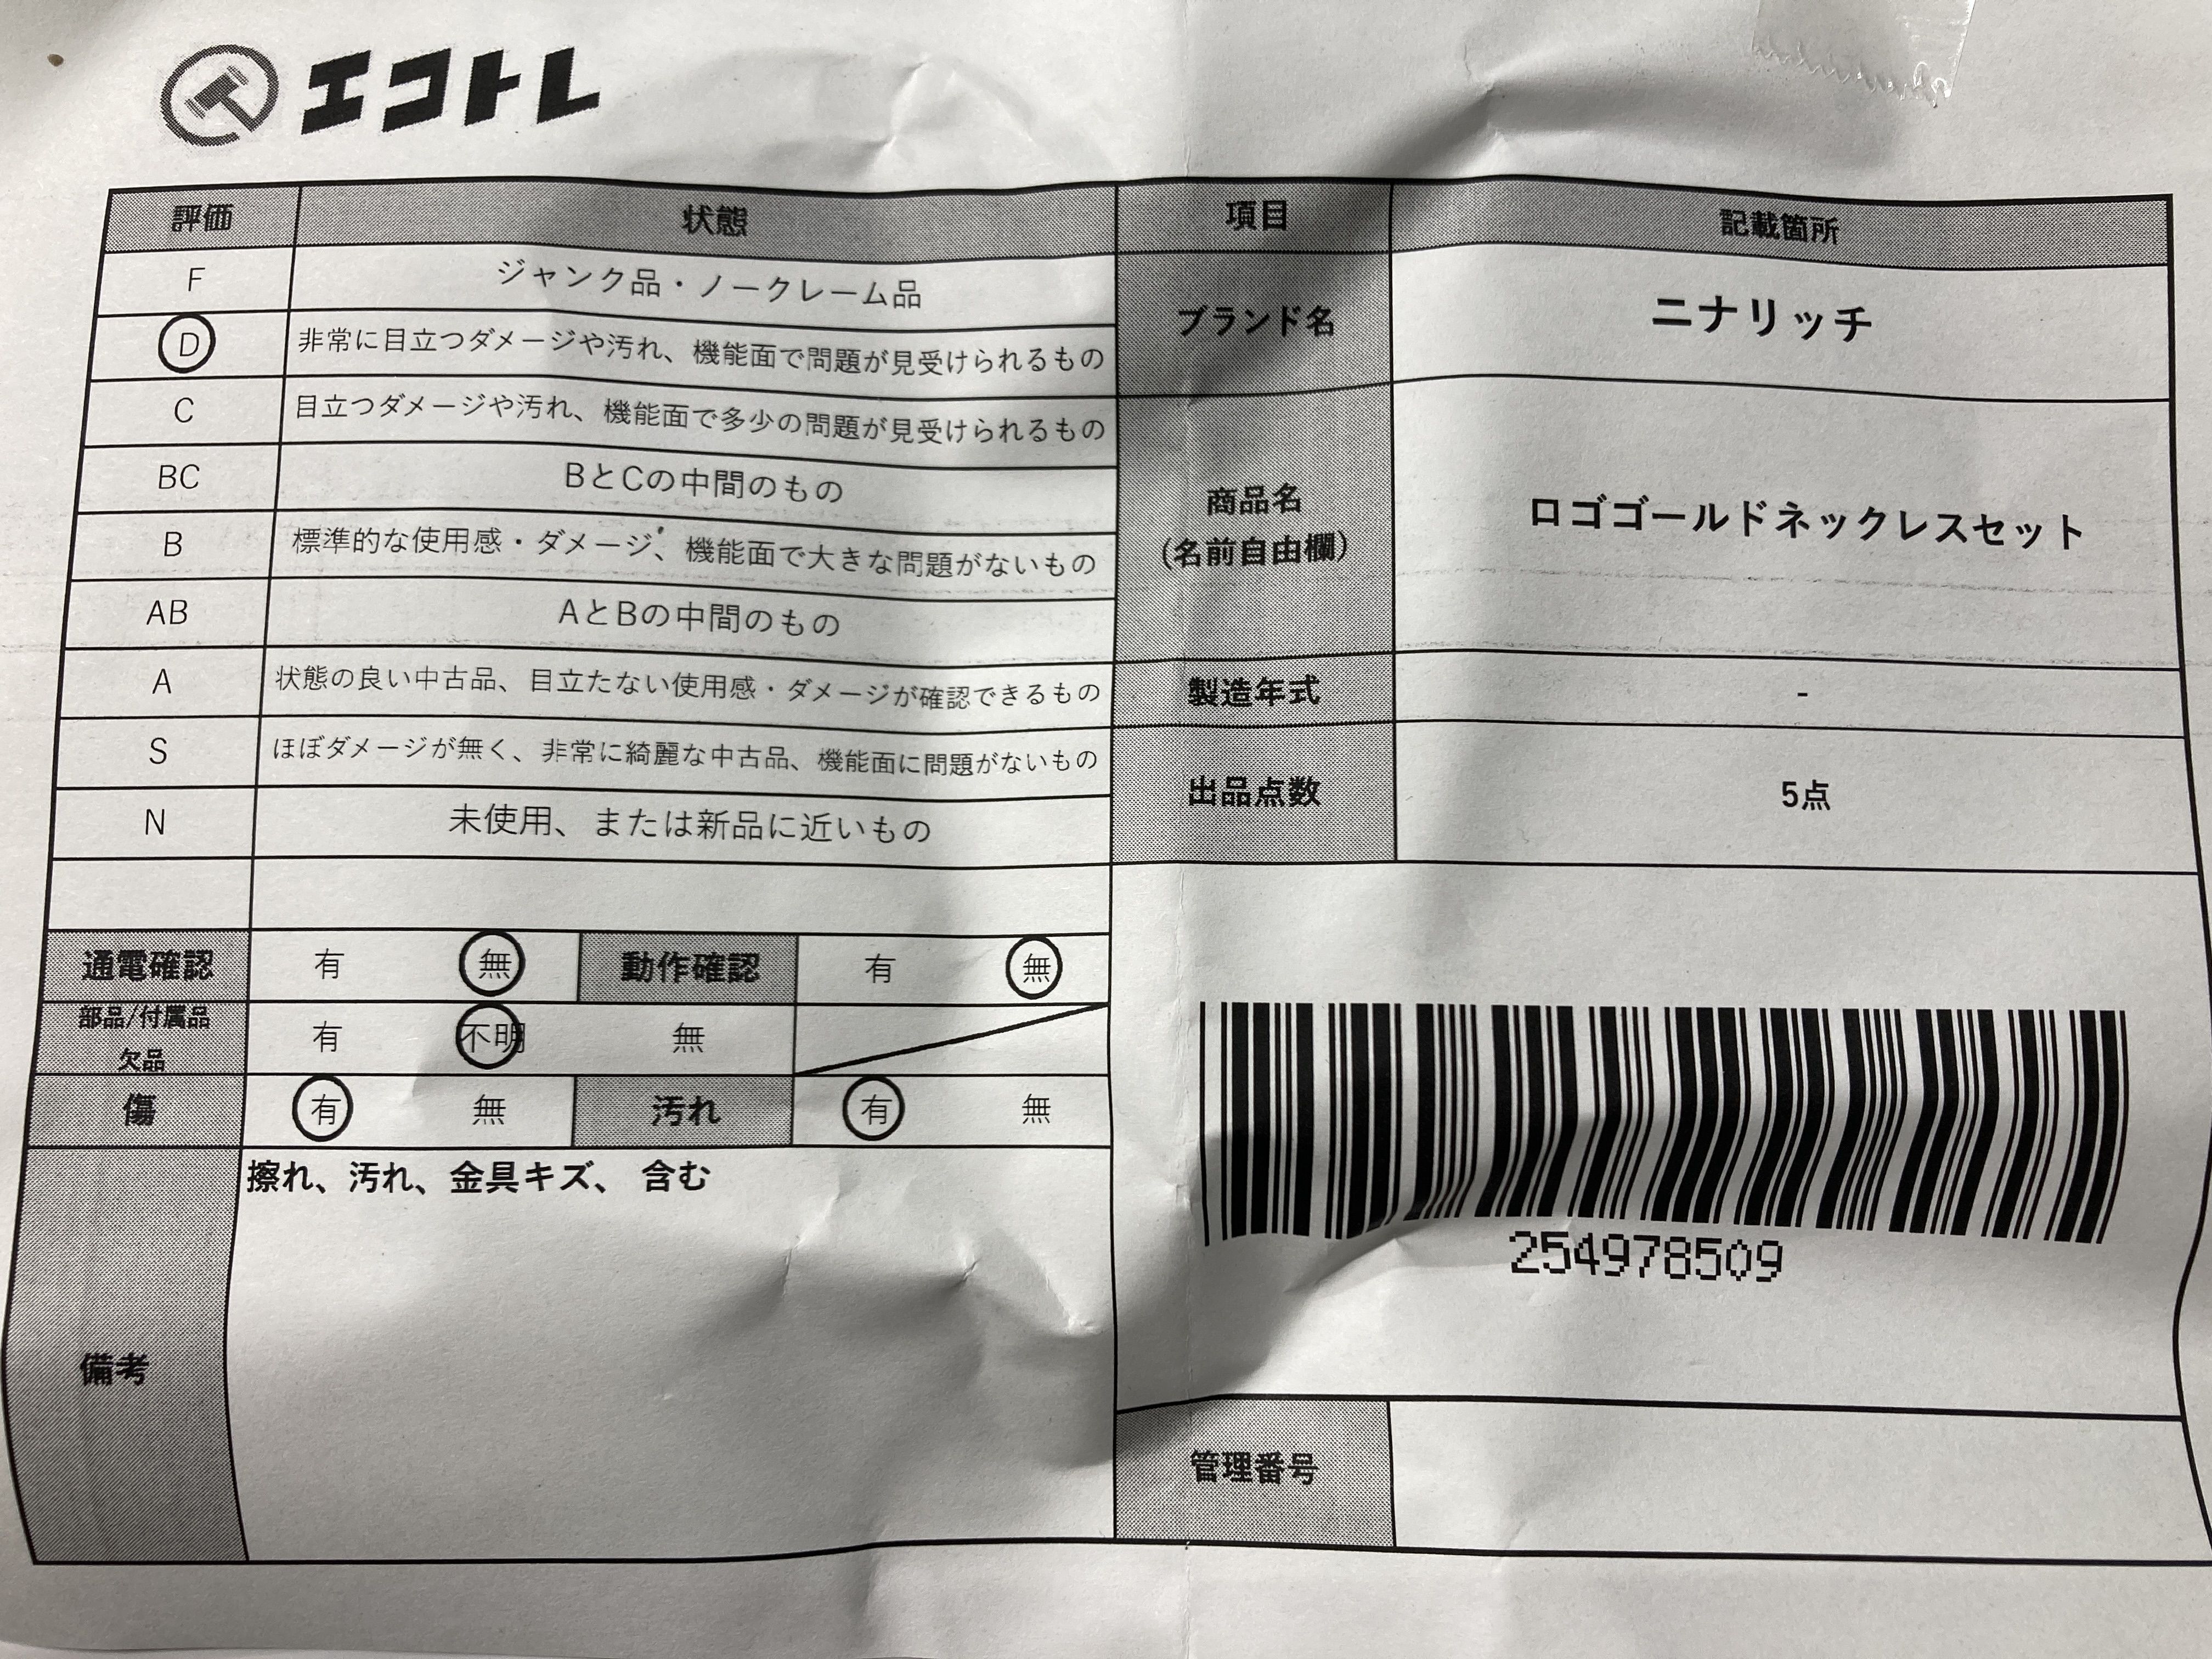 エコトレ
評価 状態
F ジャンク品・ノークレーム品
D 非常に目立つダメージや汚れ、機能面で問題が見受けられるもの
C 目立つダメージや汚れ、機能面で多少の問題が見受けられるもの
BC BとCの中間のもの
B 標準的な使用感・ダメージ、機能面で大きな問題がないもの
AB AとBの中間のもの
A 状態の良い中古品、目立たない使用感・ダメージが確認できるもの
S ほぼダメージが無く、非常に綺麗な中古品、機能面に問題がないもの
N 未使用、または新品に近いもの
通電確認 有 無 動作確認 有 無
部品/付属品
欠品
有 不明 無
傷 有 無 汚れ 有 無
備考
擦れ、汚れ、金具キズ、 含む
項目 記載箇所
ブランド名 ニナリッチ
商品名
(名前自由欄)
ロゴゴールドネックレスセット
製造年式 -
出品点数 5点
254978509
管理番号